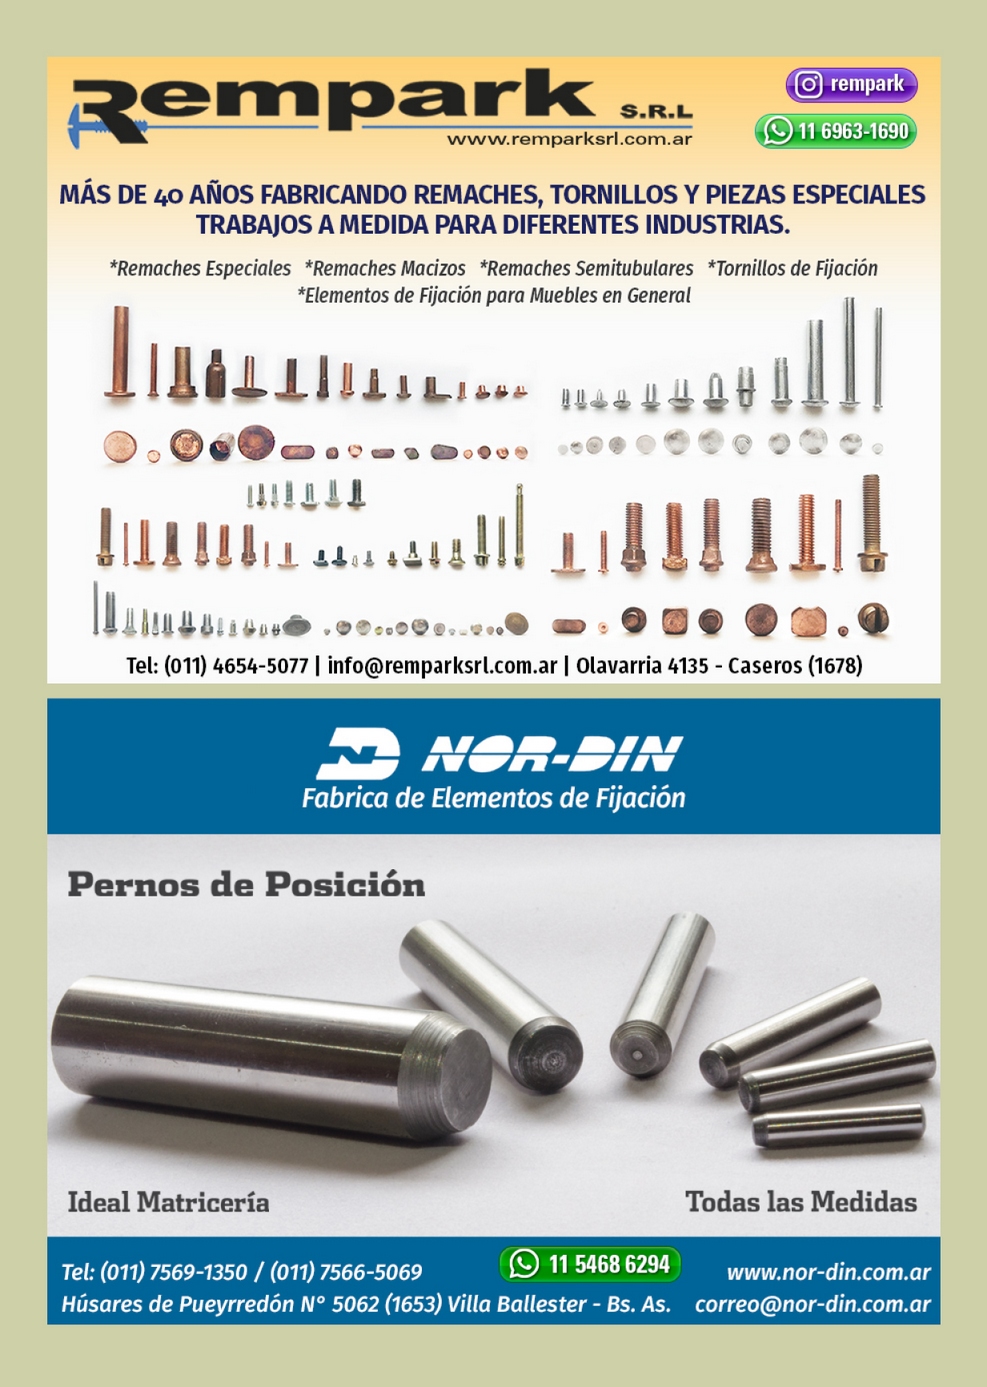 Rempark S.R.L
www.remparksrl.com.ar
rempark
11 6963-1690
MÁS DE 40 AÑOS FABRICANDO REMACHES, TORNILLOS Y PIEZAS ESPECIALES
TRABAJOS A MEDIDA PARA DIFERENTES INDUSTRIAS.
*Remaches Especiales *Remaches Macizos *Remaches Semitubulares *Tornillos de Fijación
*Elementos de Fijación para Muebles en General
Tel: (011) 4654-5077 | info@remparksrl.com.ar | Olavarria 4135 - Caseros (1678)
NOR-DIN
Fabrica de Elementos de Fijación
Pernos de Posición
Ideal Matricería
Todas las Medidas
Tel: (011) 7569-1350 / (011) 7566-5069
11 5468 6294
www.nor-din.com.ar
Húsares de Pueyrredón N° 5062 (1653) Villa Ballester - Bs. As.
correo@nor-din.com.ar